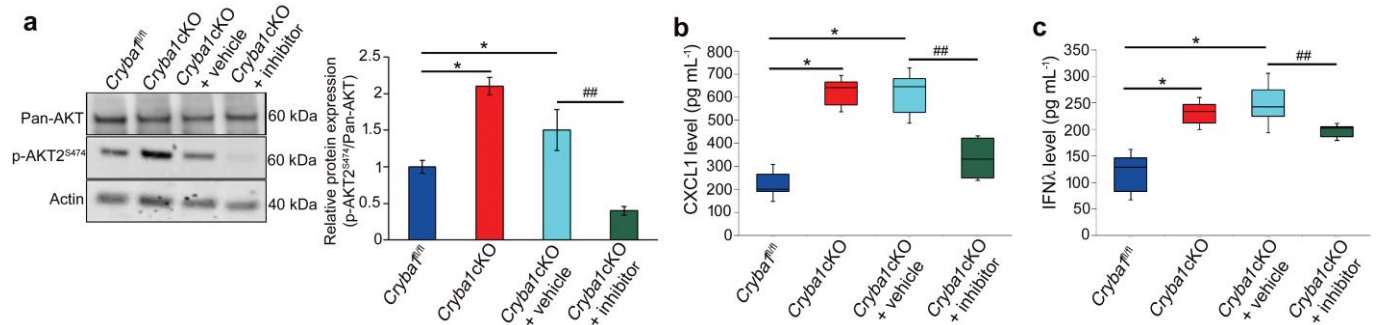 a
Cryba1fl/fl
Cryba1cKO
Cryba1cKO
+ vehicle
Cryba1cKO
+ inhibitor
Pan-AKT
60 kDa
p-AKT2S474
60 kDa
Actin
40 kDa
Relative protein expression
(p-AKT2S474/Pan-AKT)
2.5
2
1.5
1
0.5
0
*
*
##
Cryba1fl/fl
Cryba1cKO
Cryba1cKO
+ vehicle
Cryba1cKO
+ inhibitor
b
CXCL1 level (pg mL-1)
800
700
600
500
400
300
200
100
0
*
*
##
Cryba1fl/fl
Cryba1cKO
Cryba1cKO
+ vehicle
Cryba1cKO
+ inhibitor
c
IFNλ level (pg mL-1)
350
300
250
200
150
100
50
0
*
*
##
Cryba1fl/fl
Cryba1cKO
Cryba1cKO
+ vehicle
Cryba1cKO
+ inhibitor